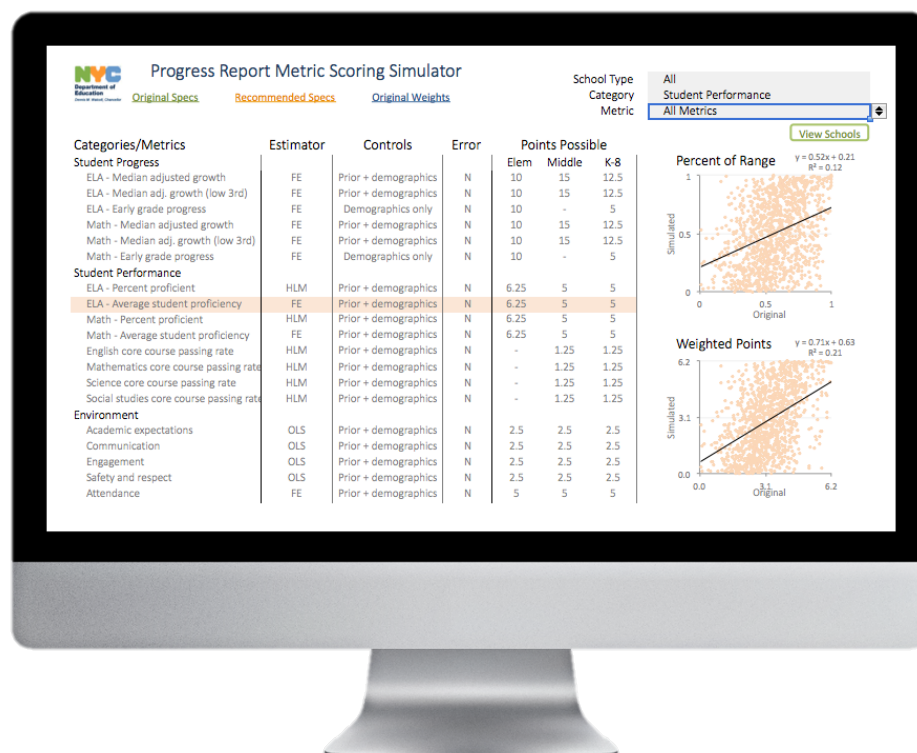 NYC
Department of
Education
Dennis M. Walcott, Chancellor
Progress Report Metric Scoring Simulator
Original Specs Recommended Specs Original Weights
School Type All
Category Student Performance
Metric All Metrics
View Schools
Categories/Metrics Estimator Controls Error Points Possible
Elem Middle K-8
Student Progress
ELA - Median adjusted growth FE Prior + demographics N 10 15 12.5
ELA - Median adj. growth (low 3rd) FE Prior + demographics N 10 15 12.5
ELA - Early grade progress FE Demographics only N 10 - 5
Math - Median adjusted growth FE Prior + demographics N 10 15 12.5
Math - Median adj. growth (low 3rd) FE Prior + demographics N 10 15 12.5
Math - Early grade progress FE Demographics only N 10 - 5
Student Performance
ELA - Percent proficient HLM Prior + demographics N 6.25 5 5
ELA - Average student proficiency FE Prior + demographics N 6.25 5 5
Math - Percent proficient HLM Prior + demographics N 6.25 5 5
Math - Average student proficiency FE Prior + demographics N 6.25 5 5
English core course passing rate HLM Prior + demographics N - 1.25 1.25
Mathematics core course passing rate HLM Prior + demographics N - 1.25 1.25
Science core course passing rate HLM Prior + demographics N - 1.25 1.25
Social studies core course passing rate HLM Prior + demographics N - 1.25 1.25
Environment
Academic expectations OLS Prior + demographics N 2.5 2.5 2.5
Communication OLS Prior + demographics N 2.5 2.5 2.5
Engagement OLS Prior + demographics N 2.5 2.5 2.5
Safety and respect OLS Prior + demographics N 2.5 2.5 2.5
Attendance FE Prior + demographics N 5 5 5
Percent of Range
y = 0.52x + 0.21
R² = 0.12
1
0.5
0
Simulated
0 0.5 1
Original
Weighted Points
y = 0.71x + 0.63
R² = 0.21
6.2
3.1
0.0
Simulated
0.0 3.1 6.2
Original